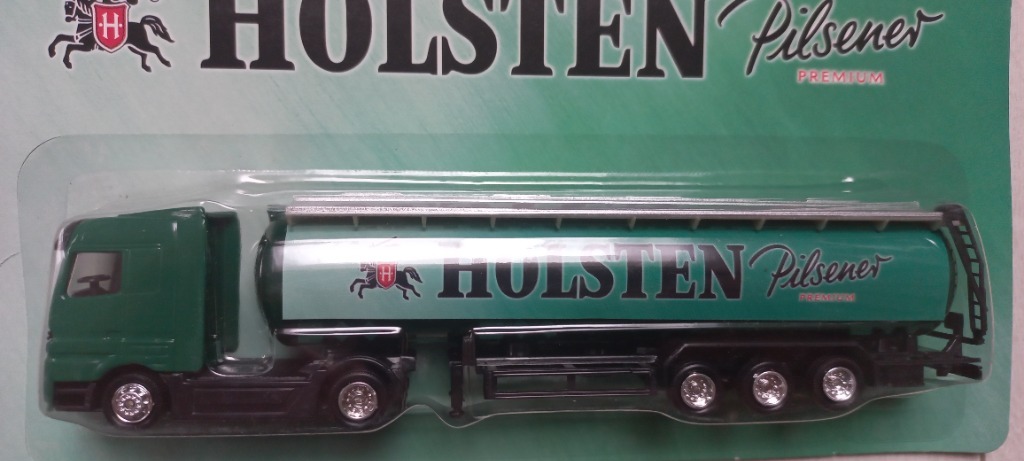 H HOLSTEN Pilsener
PREMIUM
H HOLSTEN Pilsener
PREMIUM